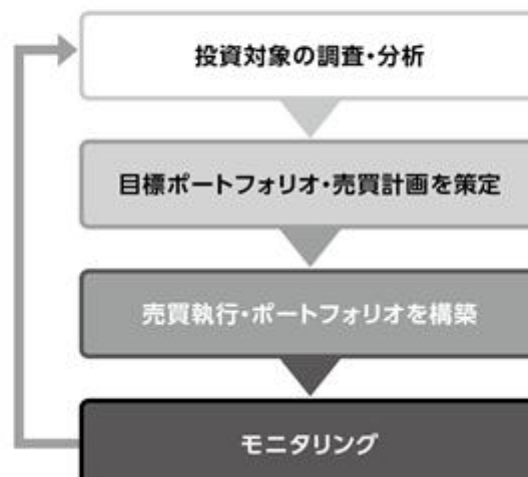 投資対象の調査・分析
目標ポートフォリオ・売買計画を策定
売買執行・ポートフォリオを構築
モニタリング